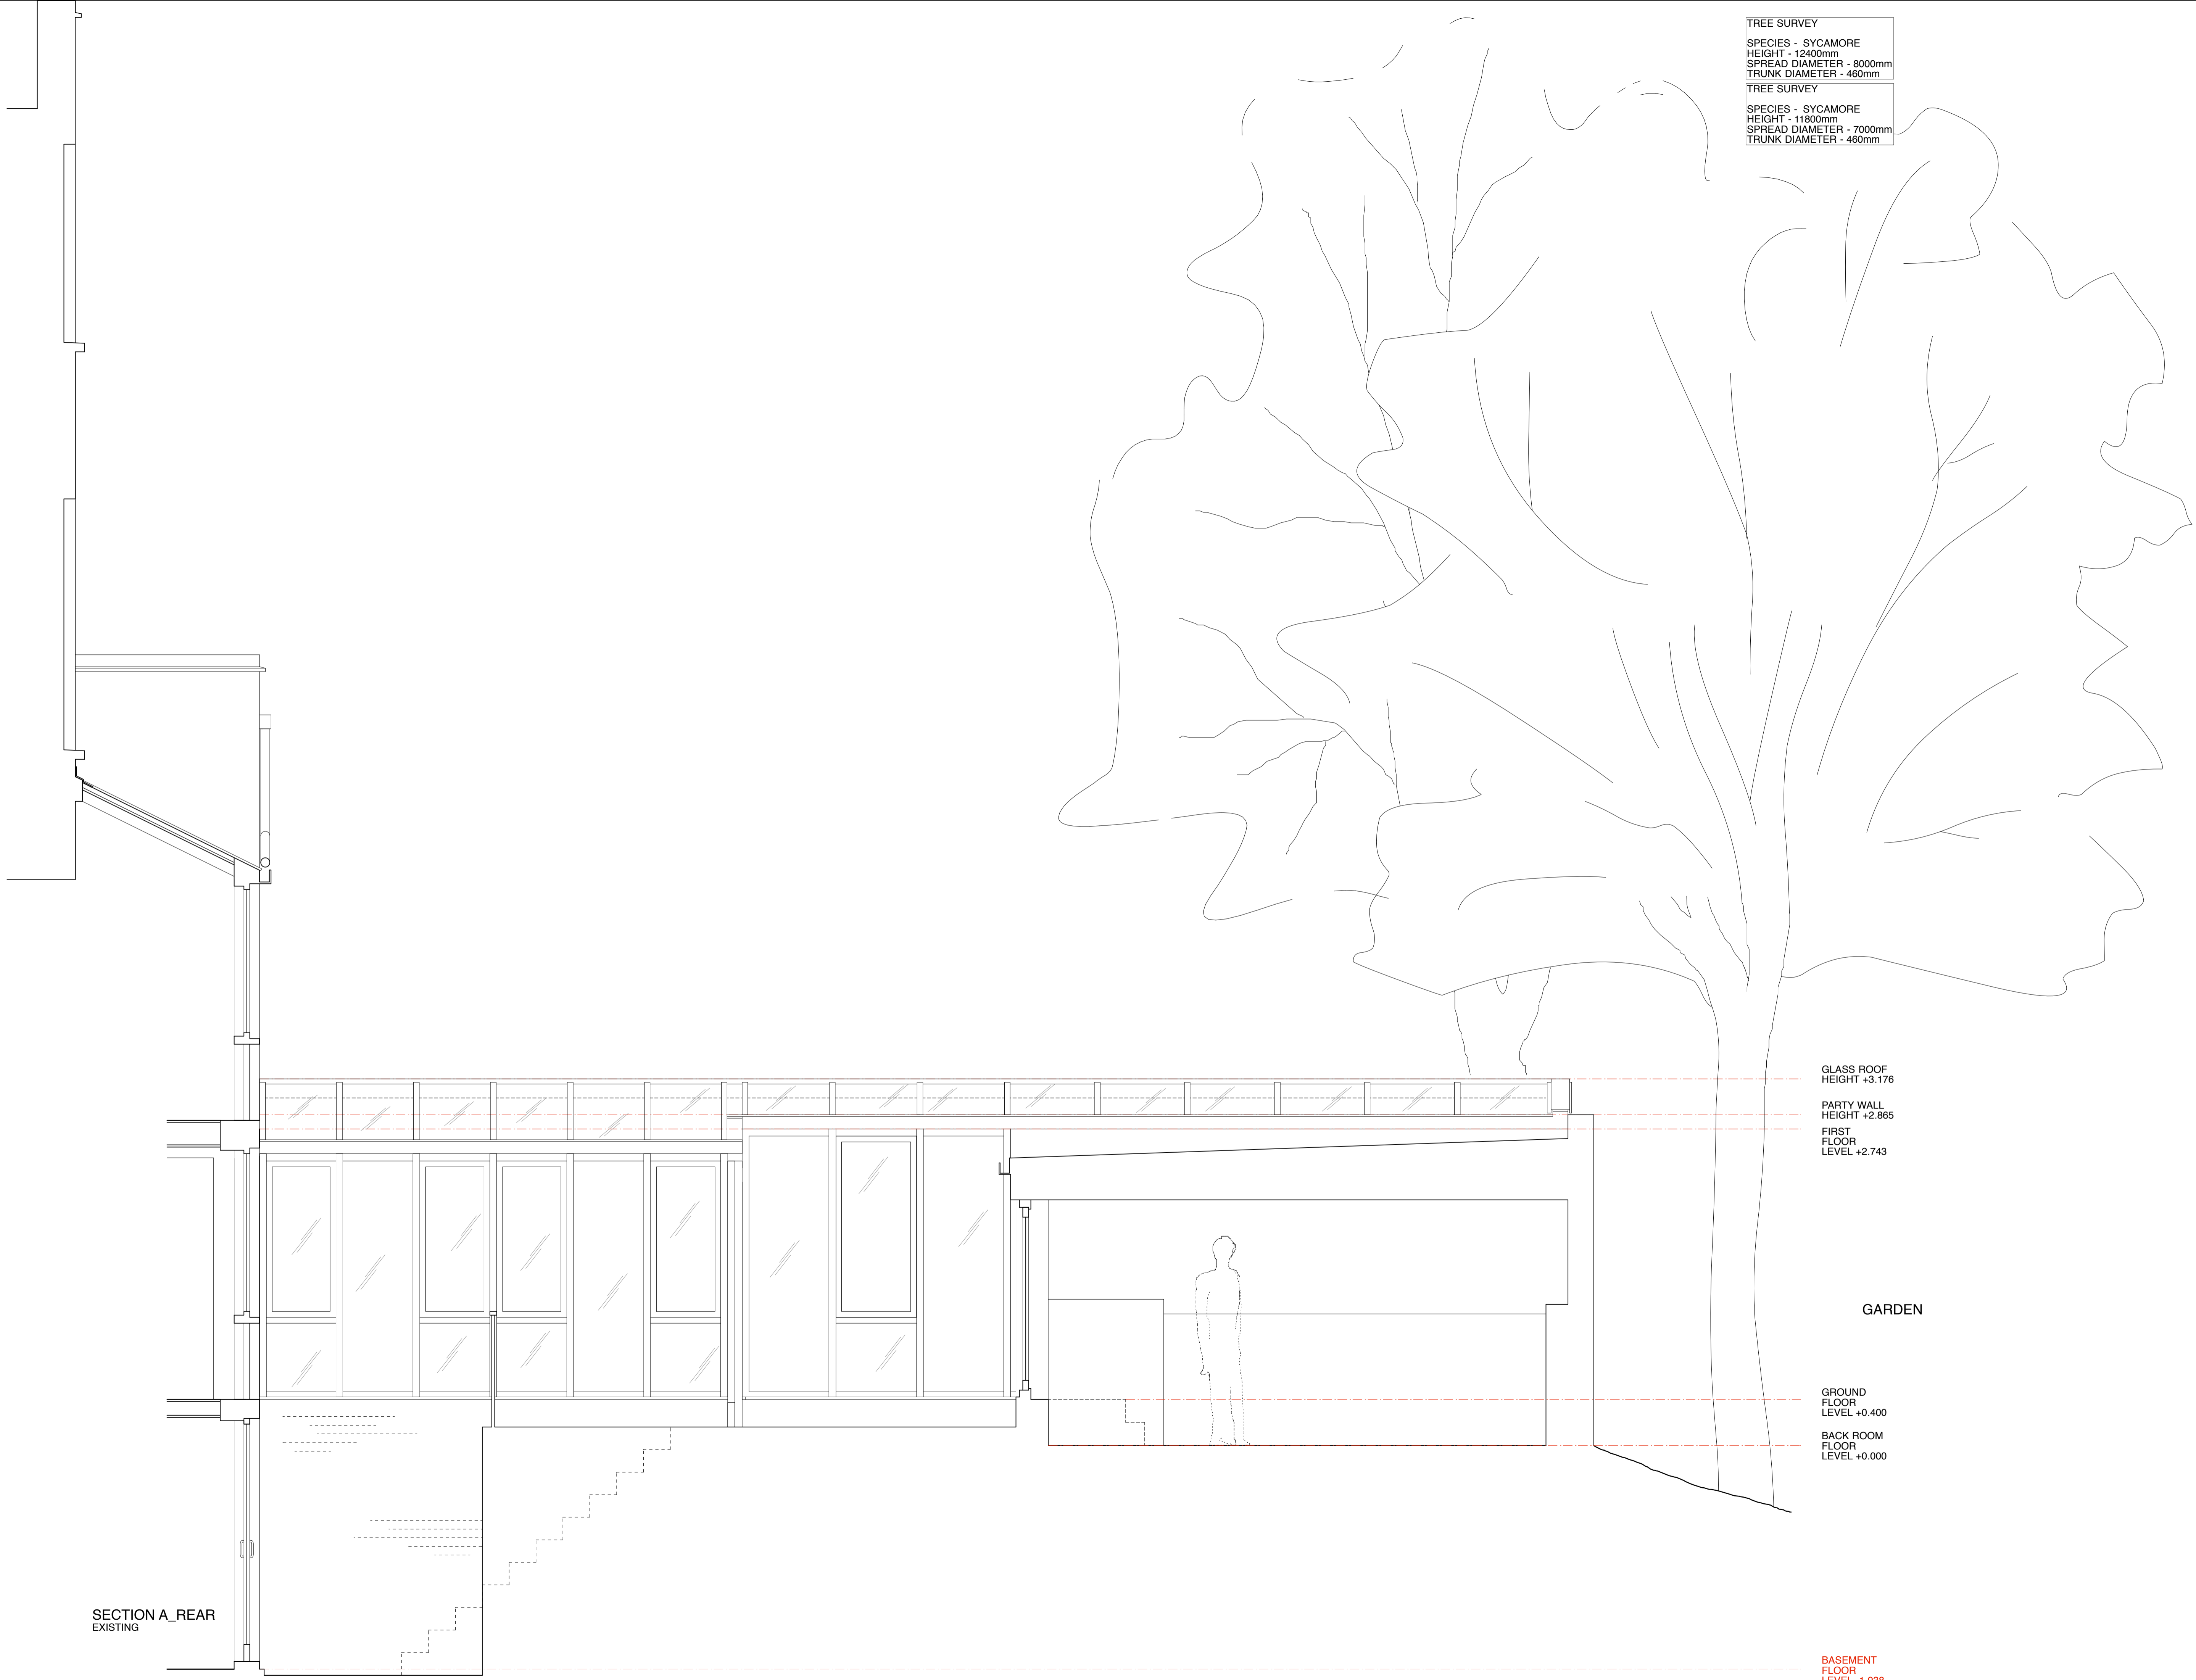 TREE SURVEY
SPECIES - SYCAMORE
HEIGHT - 12400mm
SPREAD DIAMETER - 8000mm
TRUNK DIAMETER - 460mm
TREE SURVEY
SPECIES - SYCAMORE
HEIGHT - 11800mm
SPREAD DIAMETER - 7000mm
TRUNK DIAMETER - 460mm
GLASS ROOF
HEIGHT +3.176
PARTY WALL
HEIGHT +2.865
FIRST
FLOOR
LEVEL +2.743
GARDEN
GROUND
FLOOR
LEVEL +0.400
BACK ROOM
FLOOR
LEVEL +0.000
SECTION A_REAR
EXISTING
BASEMENT
FLOOR